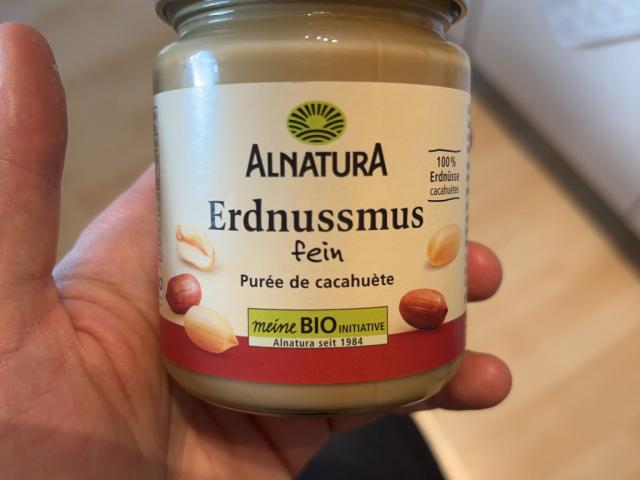 ALNATURA
100%
Erdnüsse
cacahuètes
Erdnussmus
fein
Purée de cacahuète
meine BIO INITIATIVE
Alnatura seit 1984